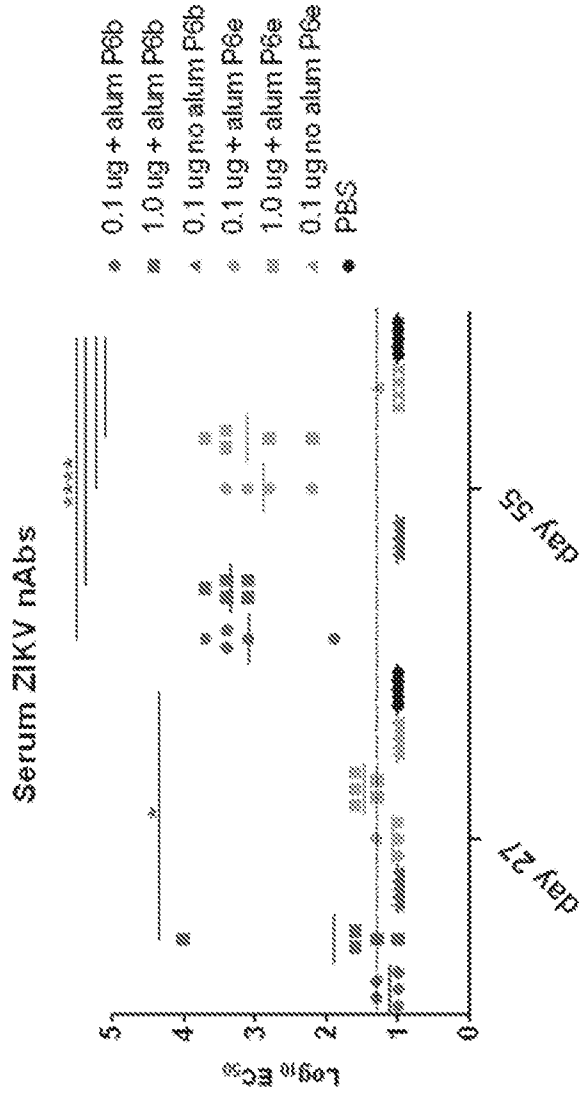 Serum ZIKV nAbs
Log10 EC50
5
4
3
2
1
0
****
*
day 27
day 55
0.1 ug + alum P6b
1.0 ug + alum P6b
0.1 ug no alum P6b
0.1 ug + alum P6e
1.0 ug + alum P6e
0.1 ug no alum P6e
PBS